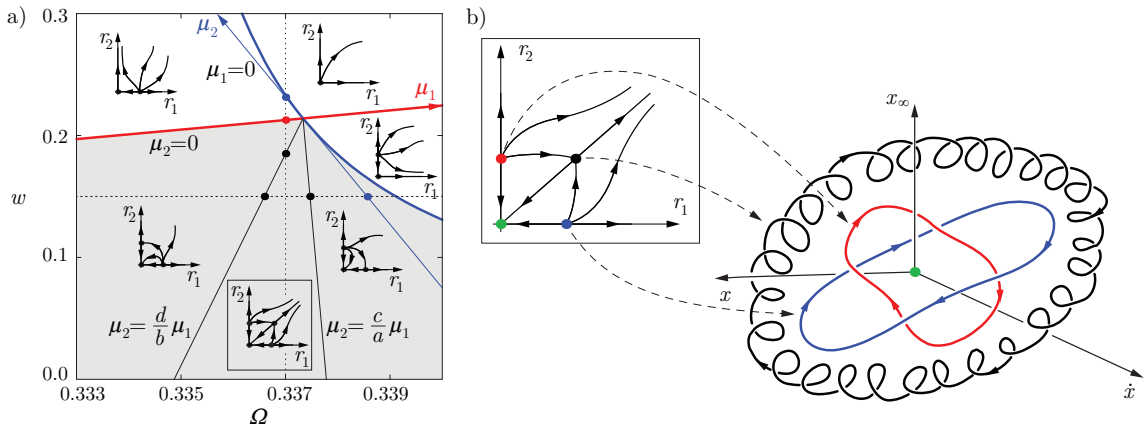 a)
0.3
0.2
w
0.1
0.0
0.333
0.335
0.337
0.339
Ω
μ₂
μ₁=0
μ₁
μ₂=0
r₂
r₁
r₂
r₁
r₂
r₁
r₂
r₁
r₂
r₁
r₂
r₁
μ₂= d/b μ₁
μ₂= c/a μ₁
b)
r₂
r₁
x∞
x
ẋ